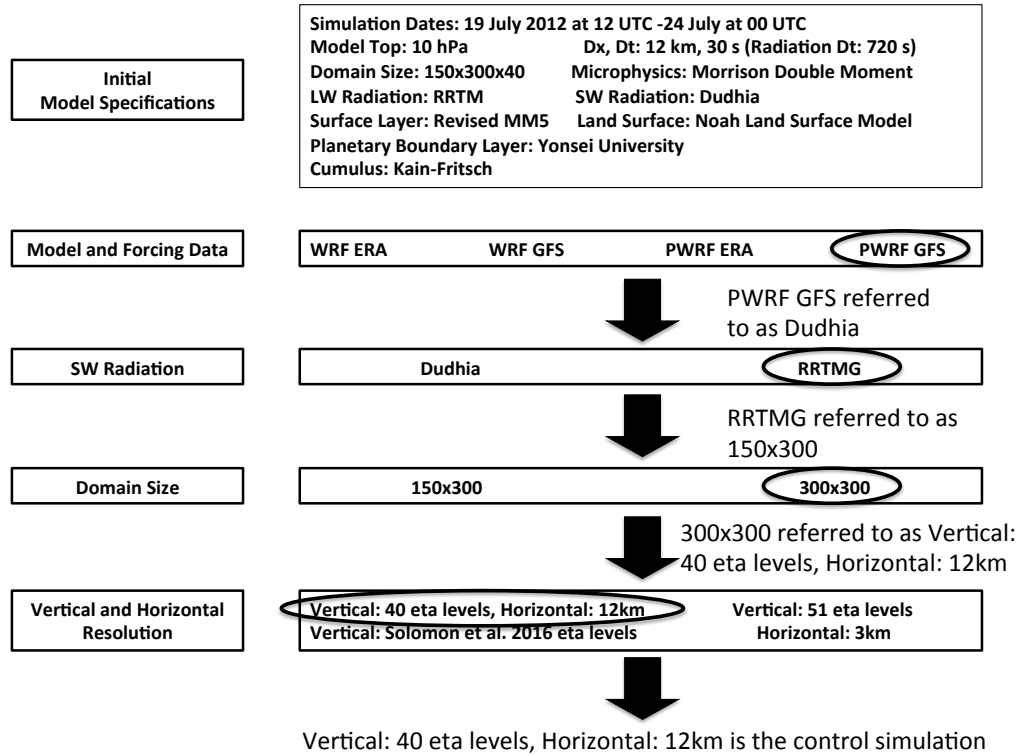 Initial
Model Specifications
Simulation Dates: 19 July 2012 at 12 UTC -24 July at 00 UTC
Model Top: 10 hPa Dx, Dt: 12 km, 30 s (Radiation Dt: 720 s)
Domain Size: 150x300x40 Microphysics: Morrison Double Moment
LW Radiation: RRTM SW Radiation: Dudhia
Surface Layer: Revised MM5 Land Surface: Noah Land Surface Model
Planetary Boundary Layer: Yonsei University
Cumulus: Kain-Fritsch
Model and Forcing Data
WRF ERA WRF GFS PWRF ERA PWRF GFS
PWRF GFS referred
to as Dudhia
SW Radiation
Dudhia RRTMG
RRTMG referred to as
150x300
Domain Size
150x300 300x300
300x300 referred to as Vertical:
40 eta levels, Horizontal: 12km
Vertical and Horizontal
Resolution
Vertical: 40 eta levels, Horizontal: 12km Vertical: 51 eta levels
Vertical: Solomon et al. 2016 eta levels Horizontal: 3km
Vertical: 40 eta levels, Horizontal: 12km is the control simulation